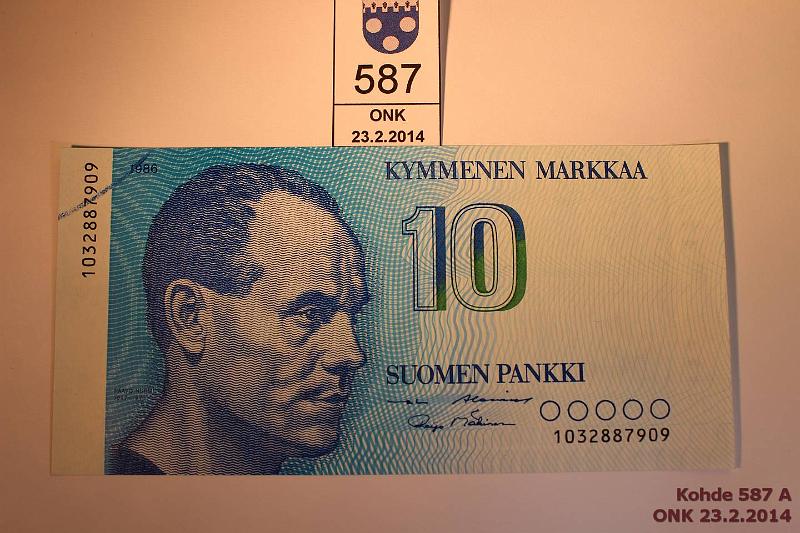 587
ONK
23.2.2014
1032887909
1986
KYMMENEN MARKKAA
10
SUOMEN PANKKI
1032887909
Kohde 587 A
ONK 23.2.2014